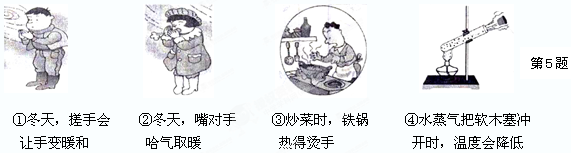 第5题
①冬天，搓手会
让手变暖和
②冬天，嘴对手
哈气取暖
③炒菜时，铁锅
热得烫手
④水蒸气把软木塞冲
开时，温度会降低